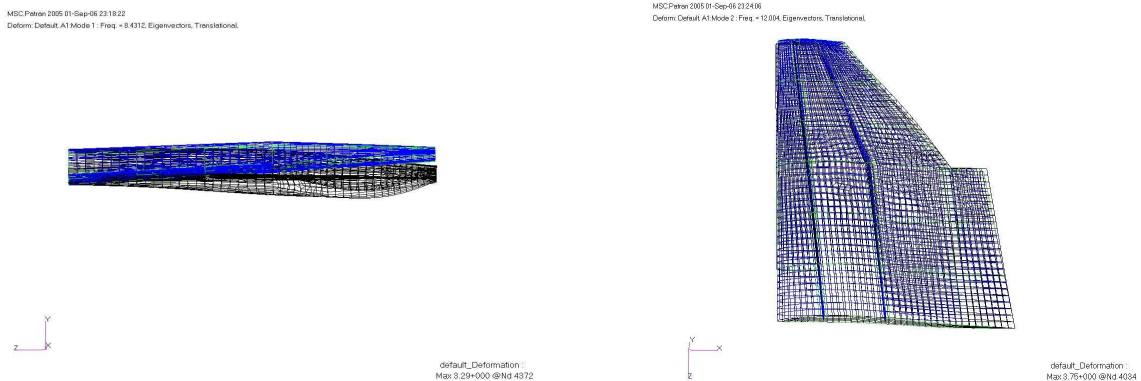 MSC.Patran 2005 01-Sep-06 23:18:22
Deform: Default, A1:Mode 1 : Freq. = 8.4312, Eigenvectors, Translational,
Y
Z
X
default_Deformation :
Max 3.29+000 @Nd 4372
MSC.Patran 2005 01-Sep-06 23:24:06
Deform: Default, A1:Mode 2 : Freq. = 12.004, Eigenvectors, Translational,
Y
X
Z
default_Deformation :
Max 3.75+000 @Nd 4034